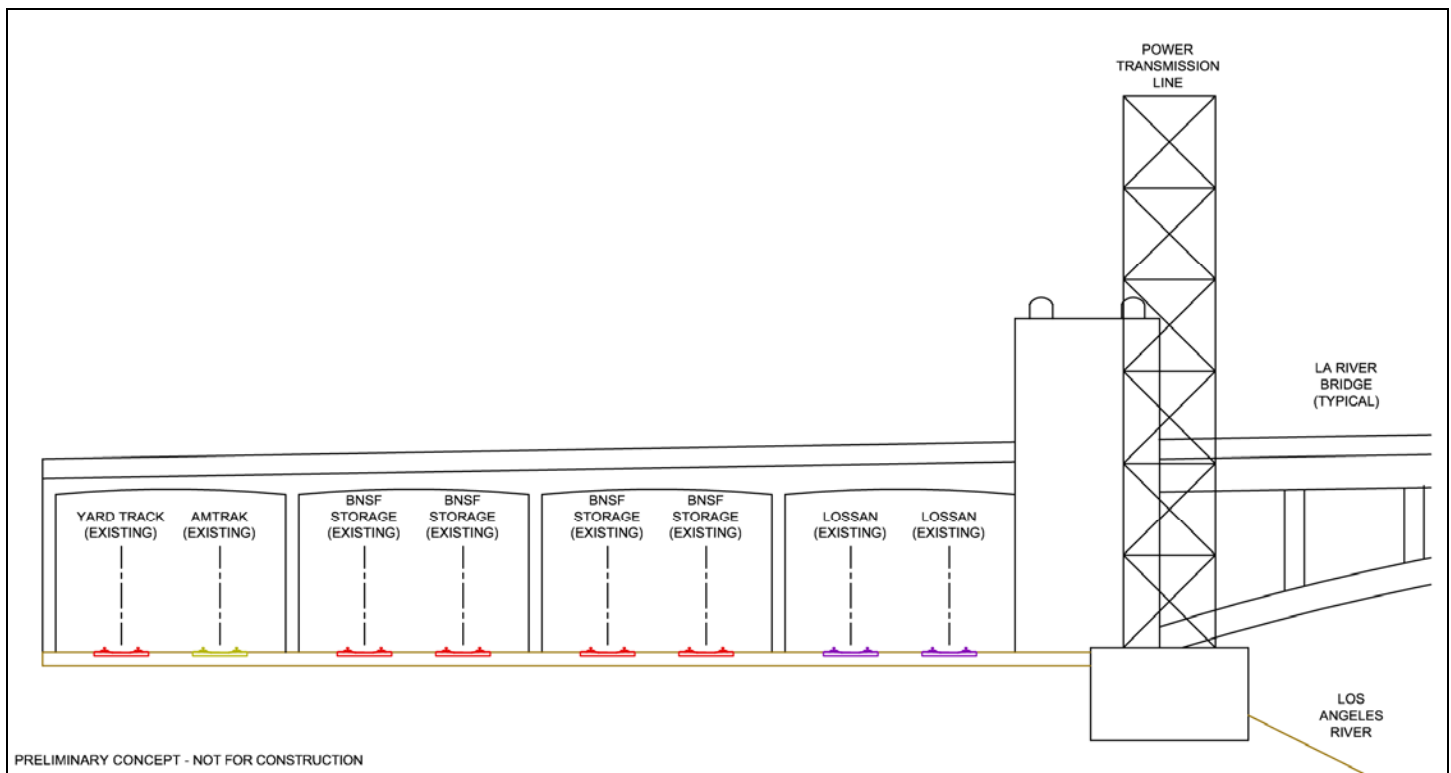 POWER
TRANSMISSION
LINE
LA RIVER
BRIDGE
(TYPICAL)
YARD TRACK
(EXISTING)
AMTRAK
(EXISTING)
BNSF
STORAGE
(EXISTING)
BNSF
STORAGE
(EXISTING)
BNSF
STORAGE
(EXISTING)
BNSF
STORAGE
(EXISTING)
LOSSAN
(EXISTING)
LOSSAN
(EXISTING)
LOS
ANGELES
RIVER
PRELIMINARY CONCEPT - NOT FOR CONSTRUCTION